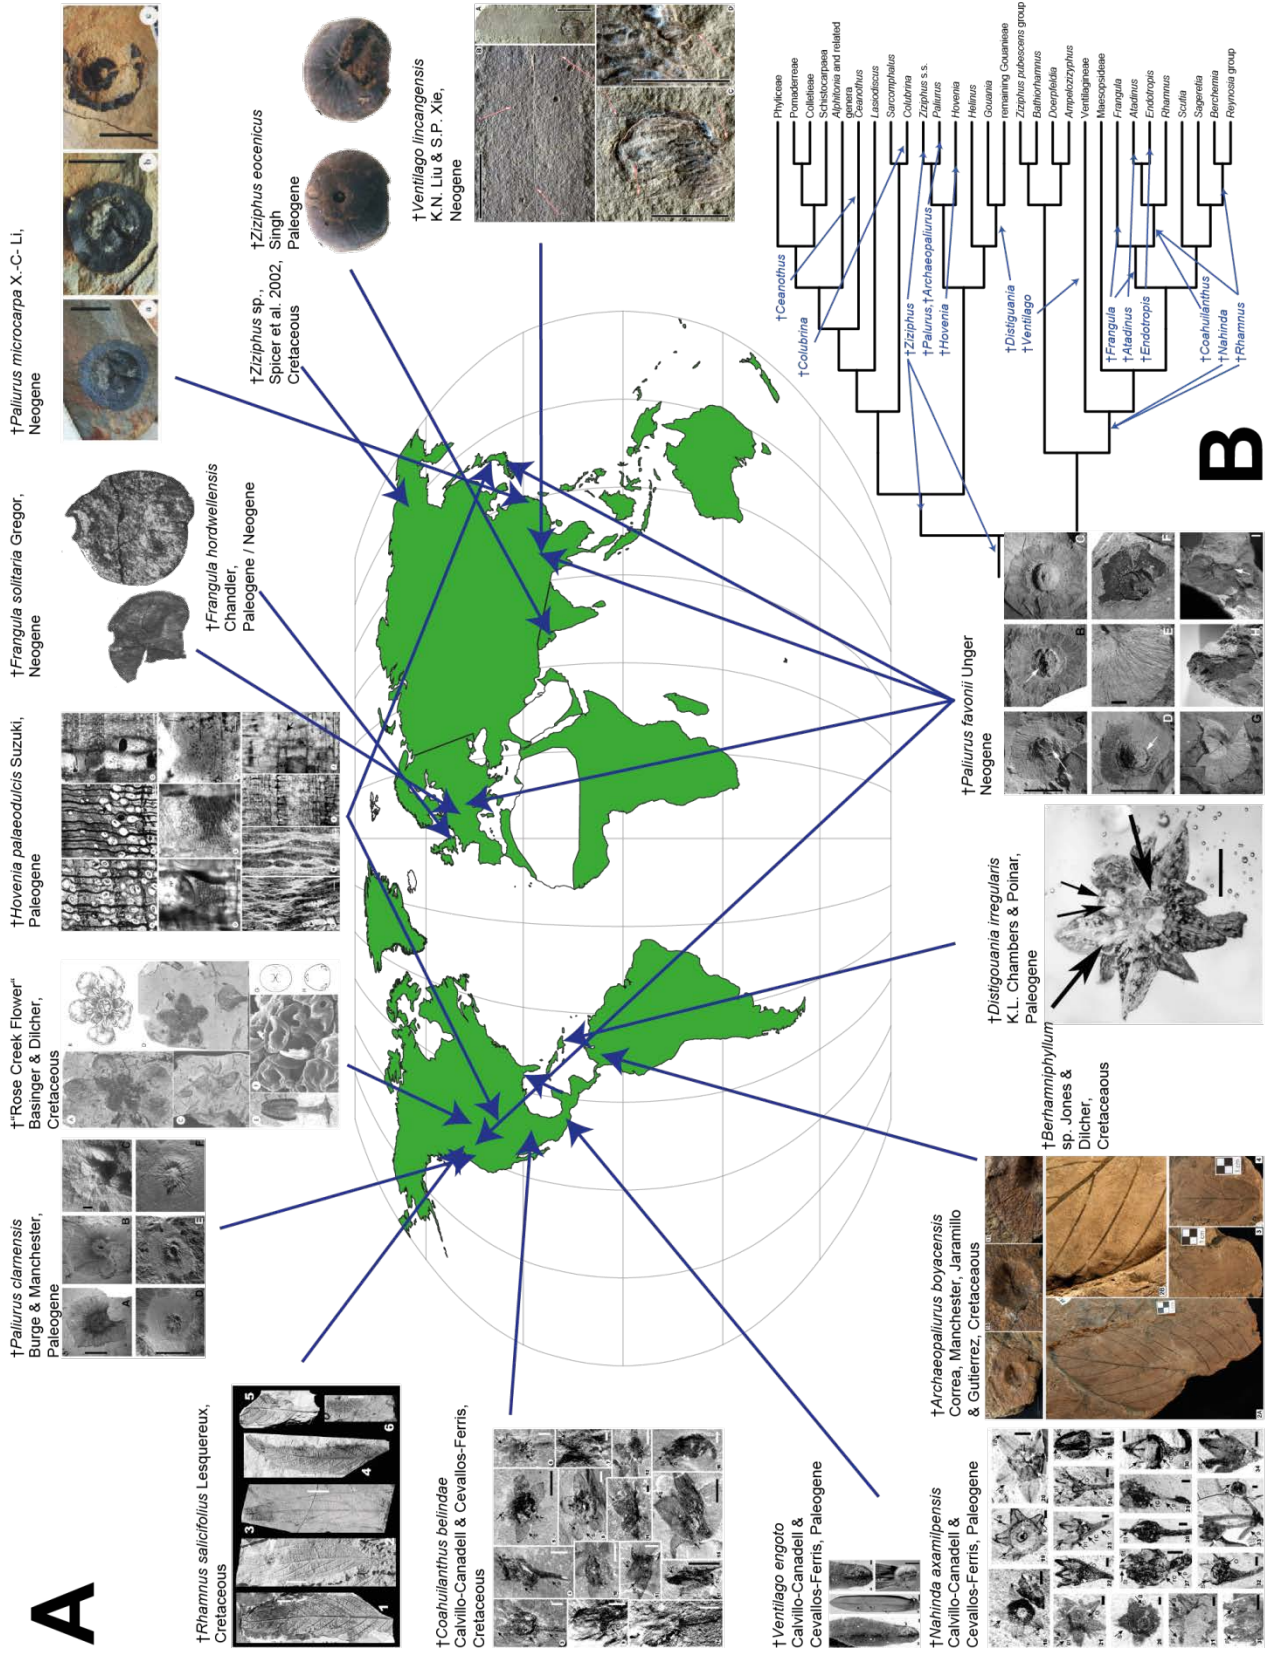 A
†Rhamnus salicifolius Lesquereux,
Cretaceous
†Paliurus clarnensis
Burge & Manchester,
Paleogene
†"Rose Creek Flower"
Basinger & Dilcher,
Cretaceous
†Hovenia palaeodulcis Suzuki,
Paleogene
†Frangula solitaria Gregor,
Neogene
†Frangula hordwellensis
Chandler,
Paleogene / Neogene
†Paliurus microcarpa X.-C- Li,
Neogene
†Ziziphus sp.,
Spicer et al. 2002,
Cretaceous
†Ziziphus eocenicus
Singh
Paleogene
†Ventilago lincangensis
K.N. Liu & S.P. Xie,
Neogene
†Coahuilanthus belindae
Calvillo-Canadell & Cevallos-Ferris,
Cretaceous
†Ventilago engoto
Calvillo-Canadell &
Cevallos-Ferris, Paleogene
†Nahinda axamilpensis
Calvillo-Canadell &
Cevallos-Ferris, Paleogene
†Archaeopaliurus boyacensis
Correa, Manchester, Jaramillo
& Gutierrez, Cretaceaous
†Berhamniphyllum
sp. Jones &
Dilcher,
Cretaceaous
†Distigouania irregularis
K.L. Chambers & Poinar,
Paleogene
†Paliurus favonii Unger
Neogene
B
Phyliceae
Pomaderreae
Colletieae
Schistocarpaea
Alphitonia and related
genera
Ceanothus
Lasiodiscus
Sarcomphalus
Colubrina
Ziziphus s.s.
Paliurus
Hovenia
Helinus
Gouania
remaining Gouanieae
Ziziphus pubescens group
Bathiorhamnus
Doerpfeldia
Ampelozizyphus
Ventilagineae
Maesopsideae
Frangula
Atadinus
Endotropis
Rhamnus
Scutia
Sageretia
Berchemia
Reynosia group
†Ceanothus
†Colubrina
†Ziziphus
†Palurus, †Archaeopaliurus
†Hovenia
†Distiguania
†Ventilago
†Frangula
†Atadinus
†Endotropis
†Coahuilanthus
†Nahinda
†Rhamnus